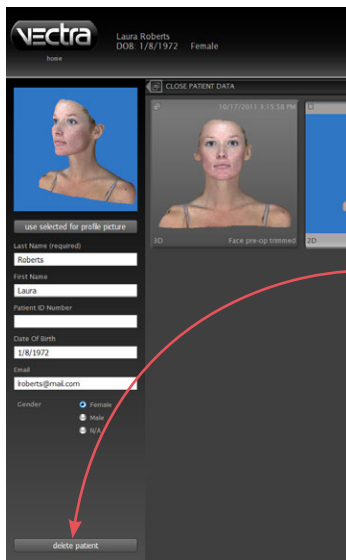 vectra
home
Laura Roberts
DOB: 1/8/1972 Female
CLOSE PATIENT DATA
10/17/2011 3:15:58 PM
3D Face pre-op trimmed
2D
use selected for profile picture
Last Name (required)
Roberts
First Name
Laura
Patient ID Number
Date Of Birth
1/8/1972
Email
lroberts@mail.com
Gender
Female
Male
N/A
delete patient